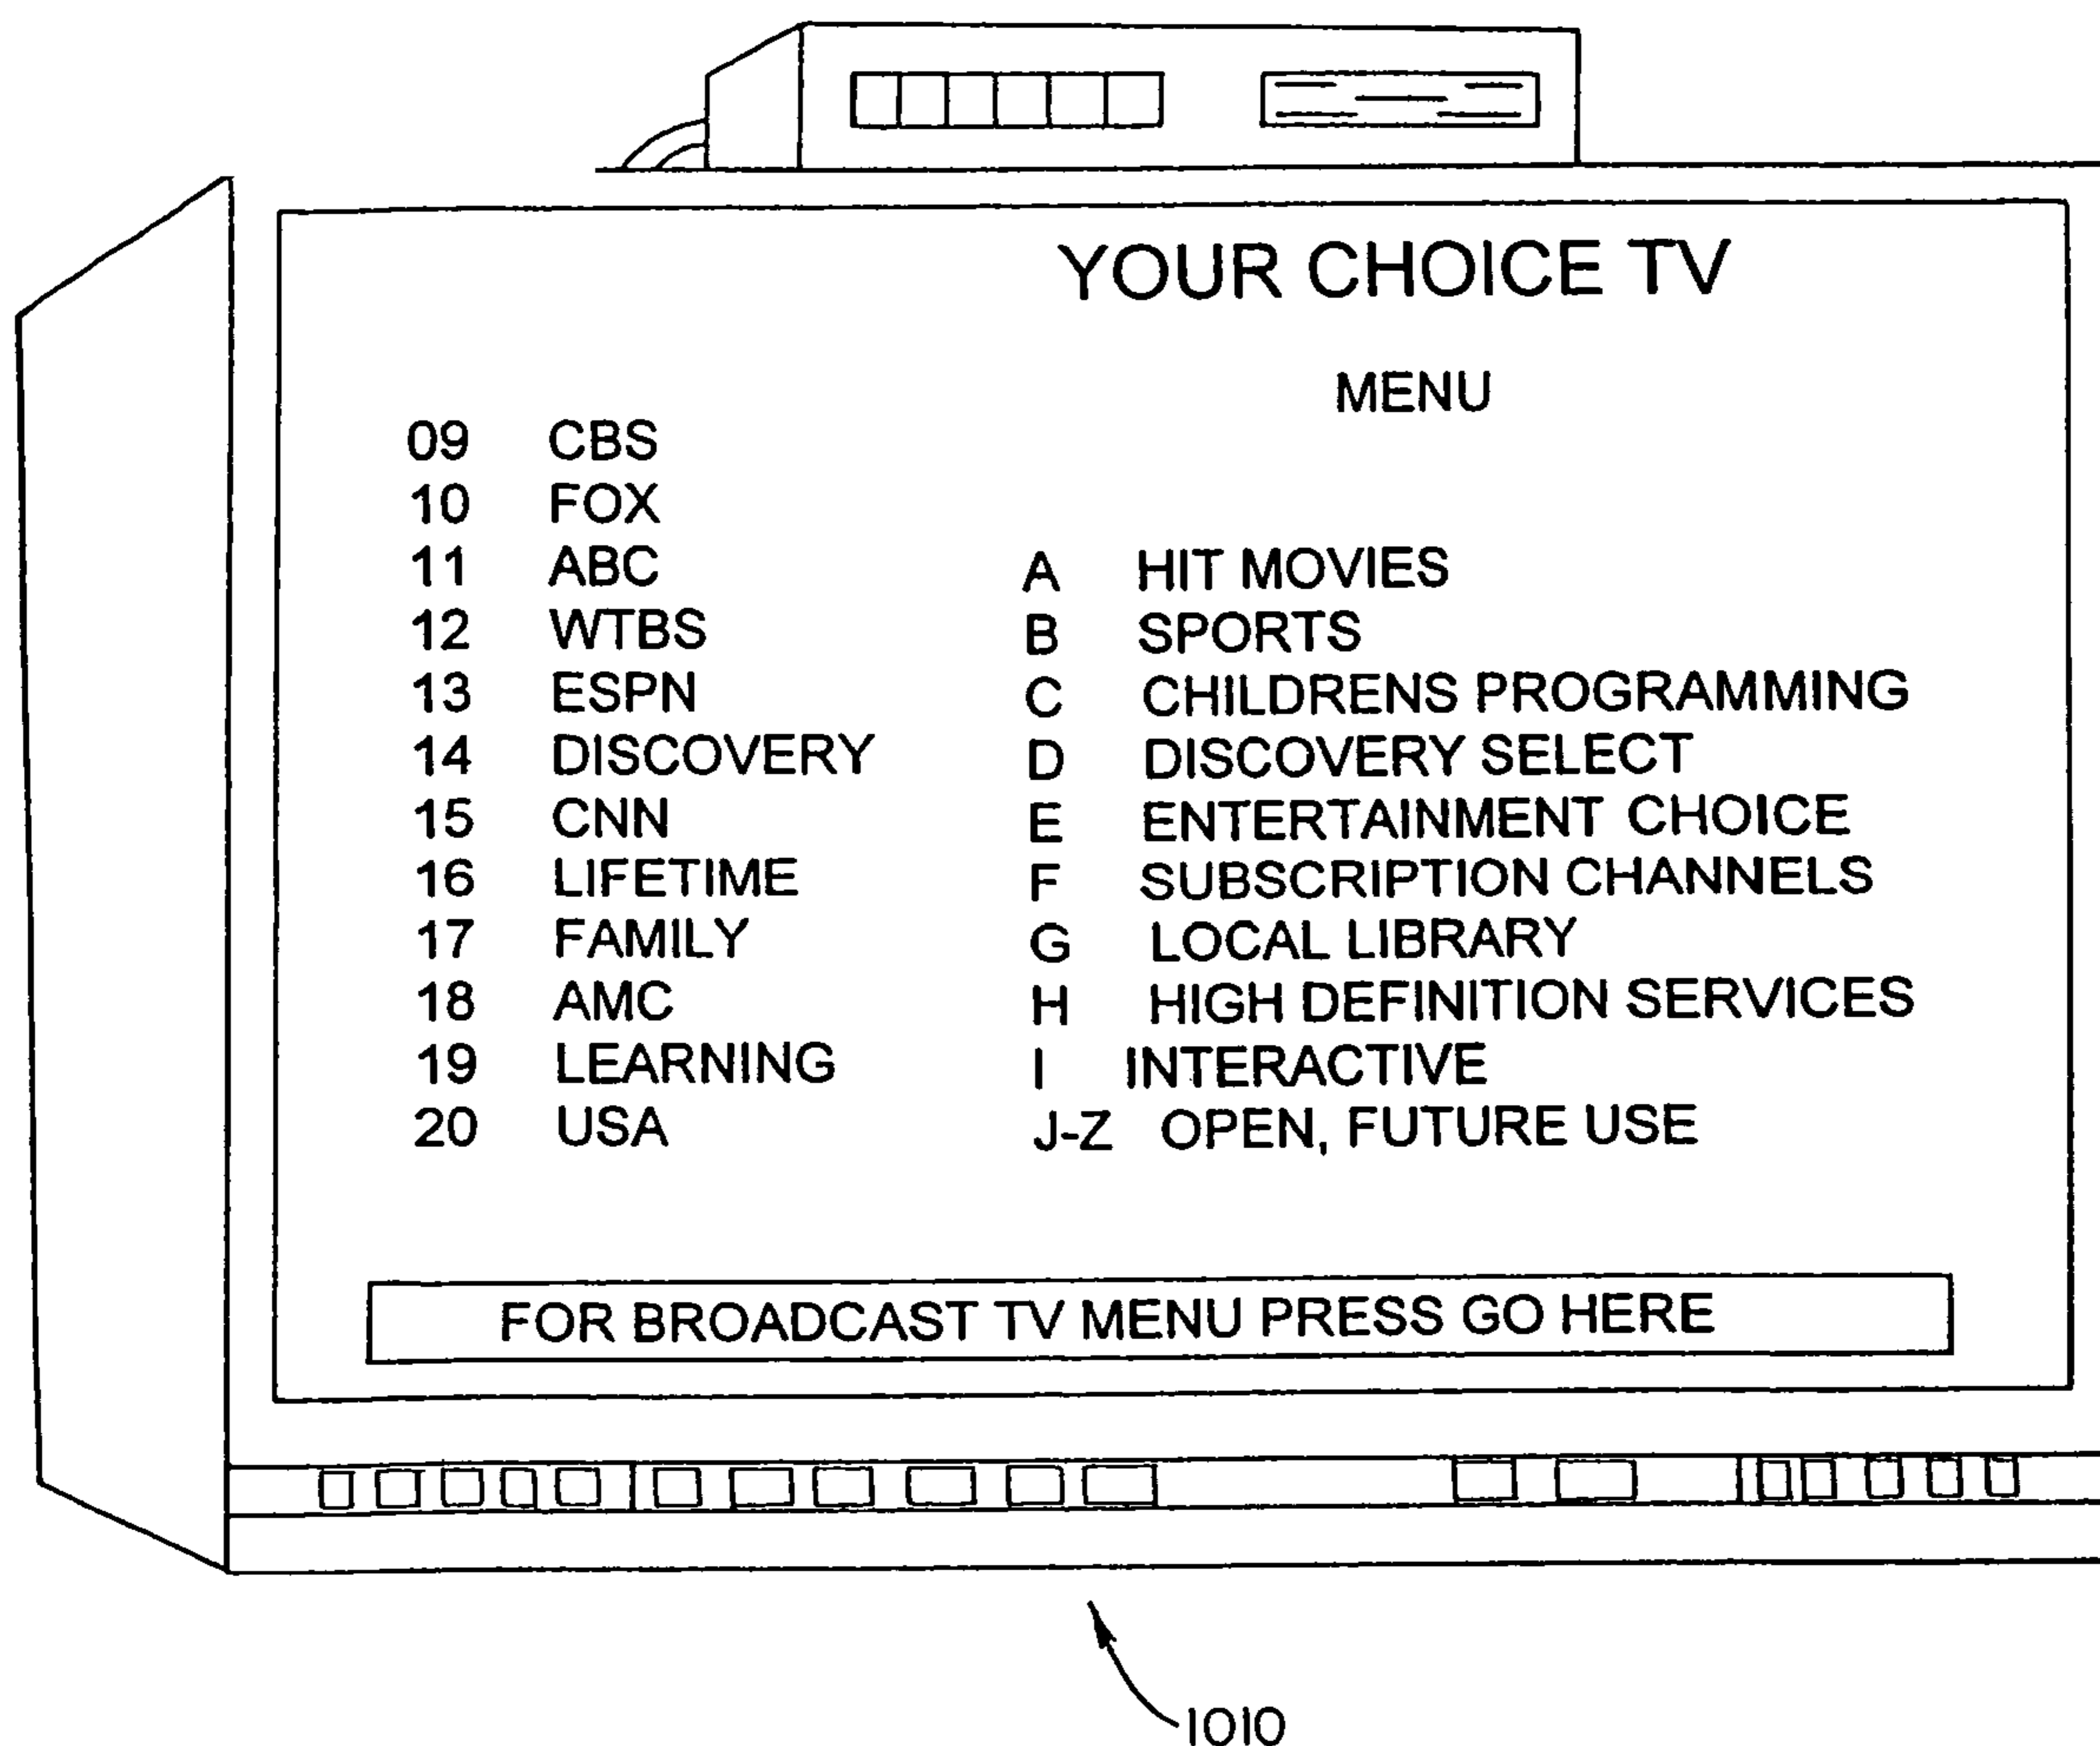 YOUR CHOICE TV
MENU
09 CBS
10 FOX
11 ABC
12 WTBS
13 ESPN
14 DISCOVERY
15 CNN
16 LIFETIME
17 FAMILY
18 AMC
19 LEARNING
20 USA
A HIT MOVIES
B SPORTS
C CHILDRENS PROGRAMMING
D DISCOVERY SELECT
E ENTERTAINMENT CHOICE
F SUBSCRIPTION CHANNELS
G LOCAL LIBRARY
H HIGH DEFINITION SERVICES
I INTERACTIVE
J-Z OPEN, FUTURE USE
FOR BROADCAST TV MENU PRESS GO HERE
1010